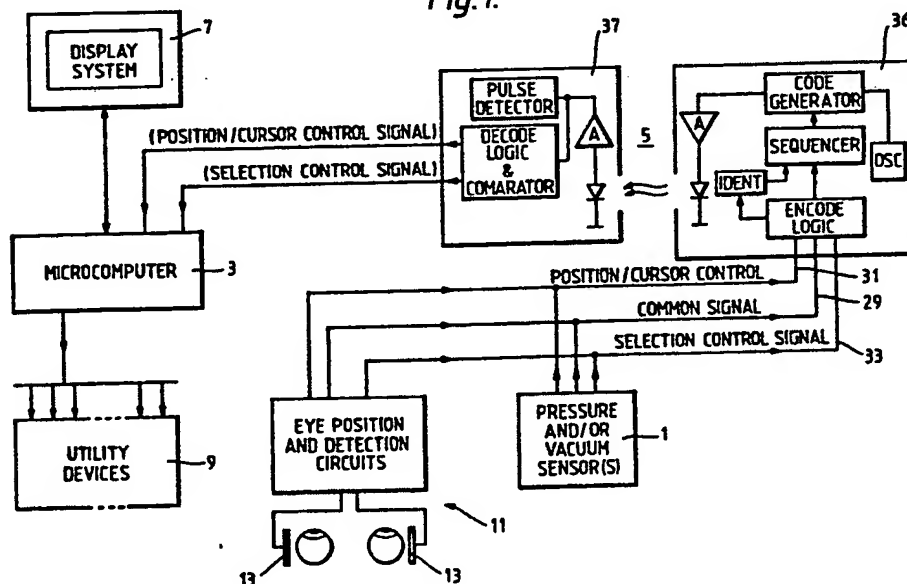 Fig. 1.
7
DISPLAY
SYSTEM
37
PULSE
DETECTOR
A
DECODE
LOGIC
&
COMARATOR
(POSITION/CURSOR CONTROL SIGNAL)
(SELECTION CONTROL SIGNAL)
5
36
CODE
GENERATOR
A
SEQUENCER
OSC
IDENT
ENCODE
LOGIC
MICROCOMPUTER
3
POSITION/CURSOR CONTROL
31
COMMON SIGNAL
29
SELECTION CONTROL SIGNAL
33
UTILITY
DEVICES
9
EYE POSITION
AND DETECTION
CIRCUITS
PRESSURE
AND/OR
VACUUM
SENSOR(S)
1
11
13
13